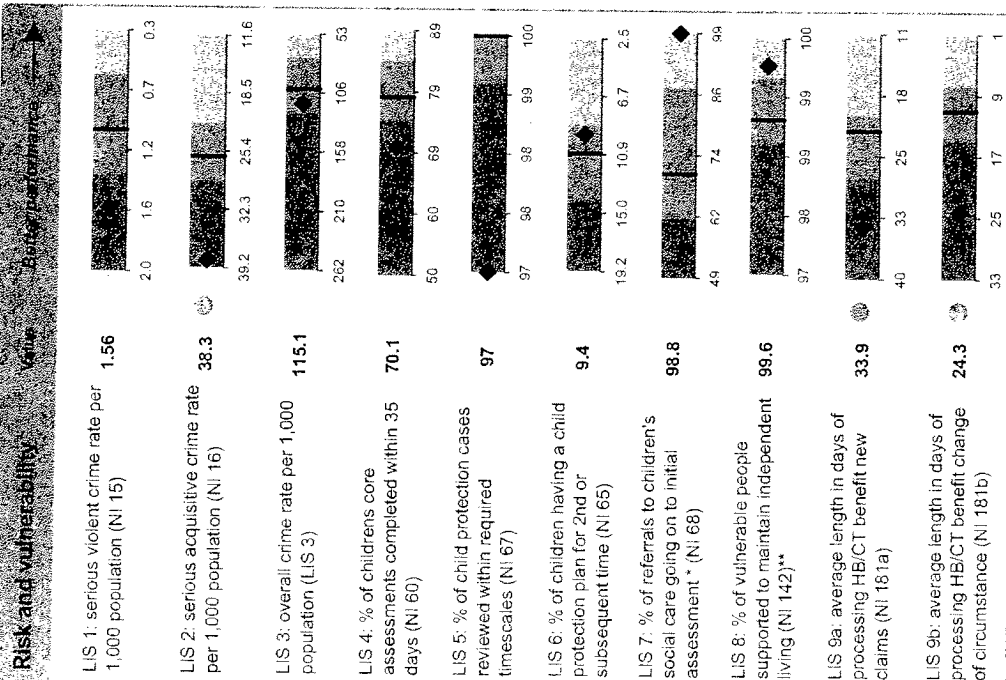 Risk and vulnerability Value Better performance
LIS 1: serious violent crime rate per
1,000 population (NI 15)
1.56
2.0 1.6 1.2 0.7 0.3
LIS 2: serious acquisitive crime rate
per 1,000 population (NI 16)
38.3
39.2 32.3 25.4 18.5 11.6
LIS 3: overall crime rate per 1,000
population (LIS 3)
115.1
262 210 158 106 53
LIS 4: % of childrens core
assessments completed within 35
days (NI 60)
70.1
50 60 69 79 89
LIS 5: % of child protection cases
reviewed within required
timescales (NI 67)
97
97 98 98 99 100
LIS 6: % of children having a child
protection plan for 2nd or
subsequent time (NI 65)
9.4
19.2 15.0 10.9 6.7 2.5
LIS 7: % of referrals to children's
social care going on to initial
assessment * (NI 68)
98.8
49 62 74 86 99
LIS 8: % of vulnerable people
supported to maintain independent
living (NI 142)**
99.6
97 98 99 99 100
LIS 9a: average length in days of
processing HB/CT benefit new
claims (NI 181a)
33.9
40 33 25 18 11
LIS 9b: average length in days of
processing HB/CT benefit change
of circumstance (NI 181b)
24.3
33 25 17 9 1